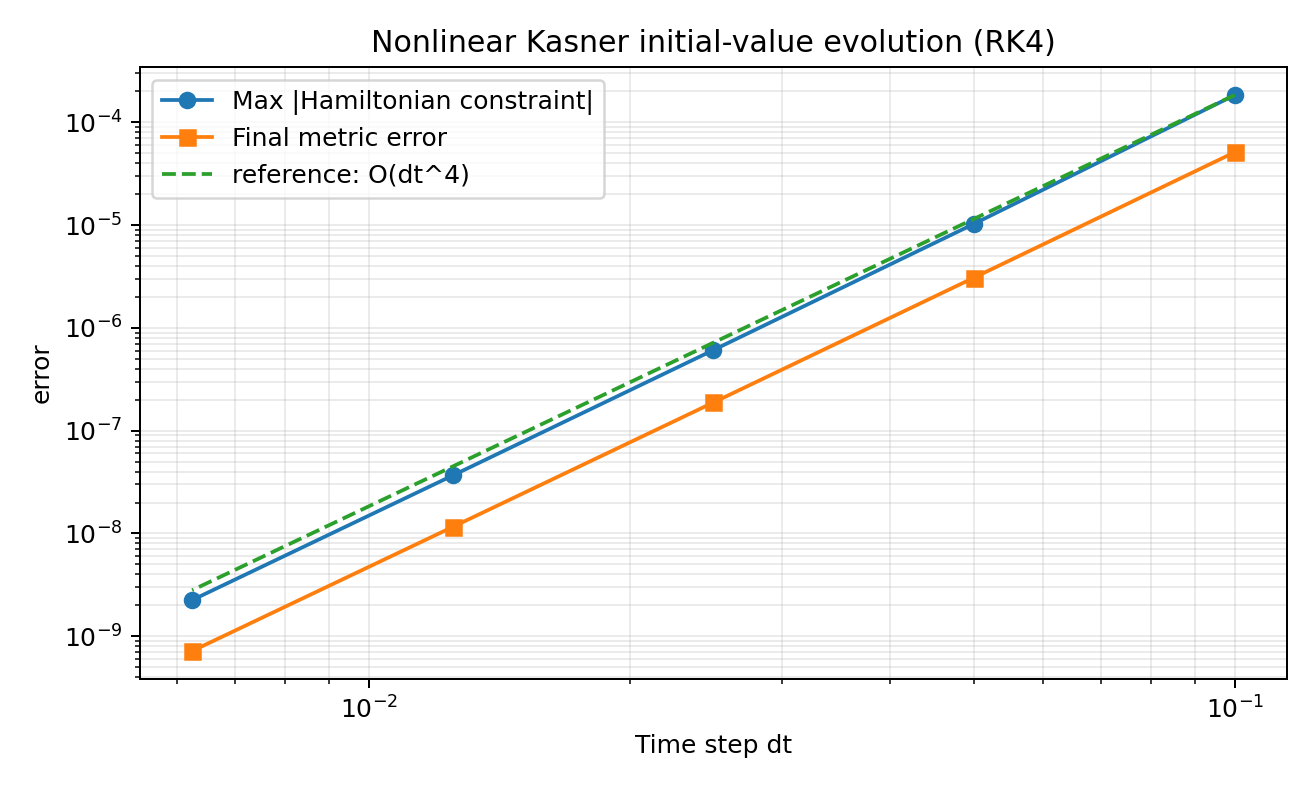 Nonlinear Kasner initial-value evolution (RK4)
Max |Hamiltonian constraint|
Final metric error
reference: O(dt^4)
error
10⁻⁴
10⁻⁵
10⁻⁶
10⁻⁷
10⁻⁸
10⁻⁹
10⁻²
10⁻¹
Time step dt